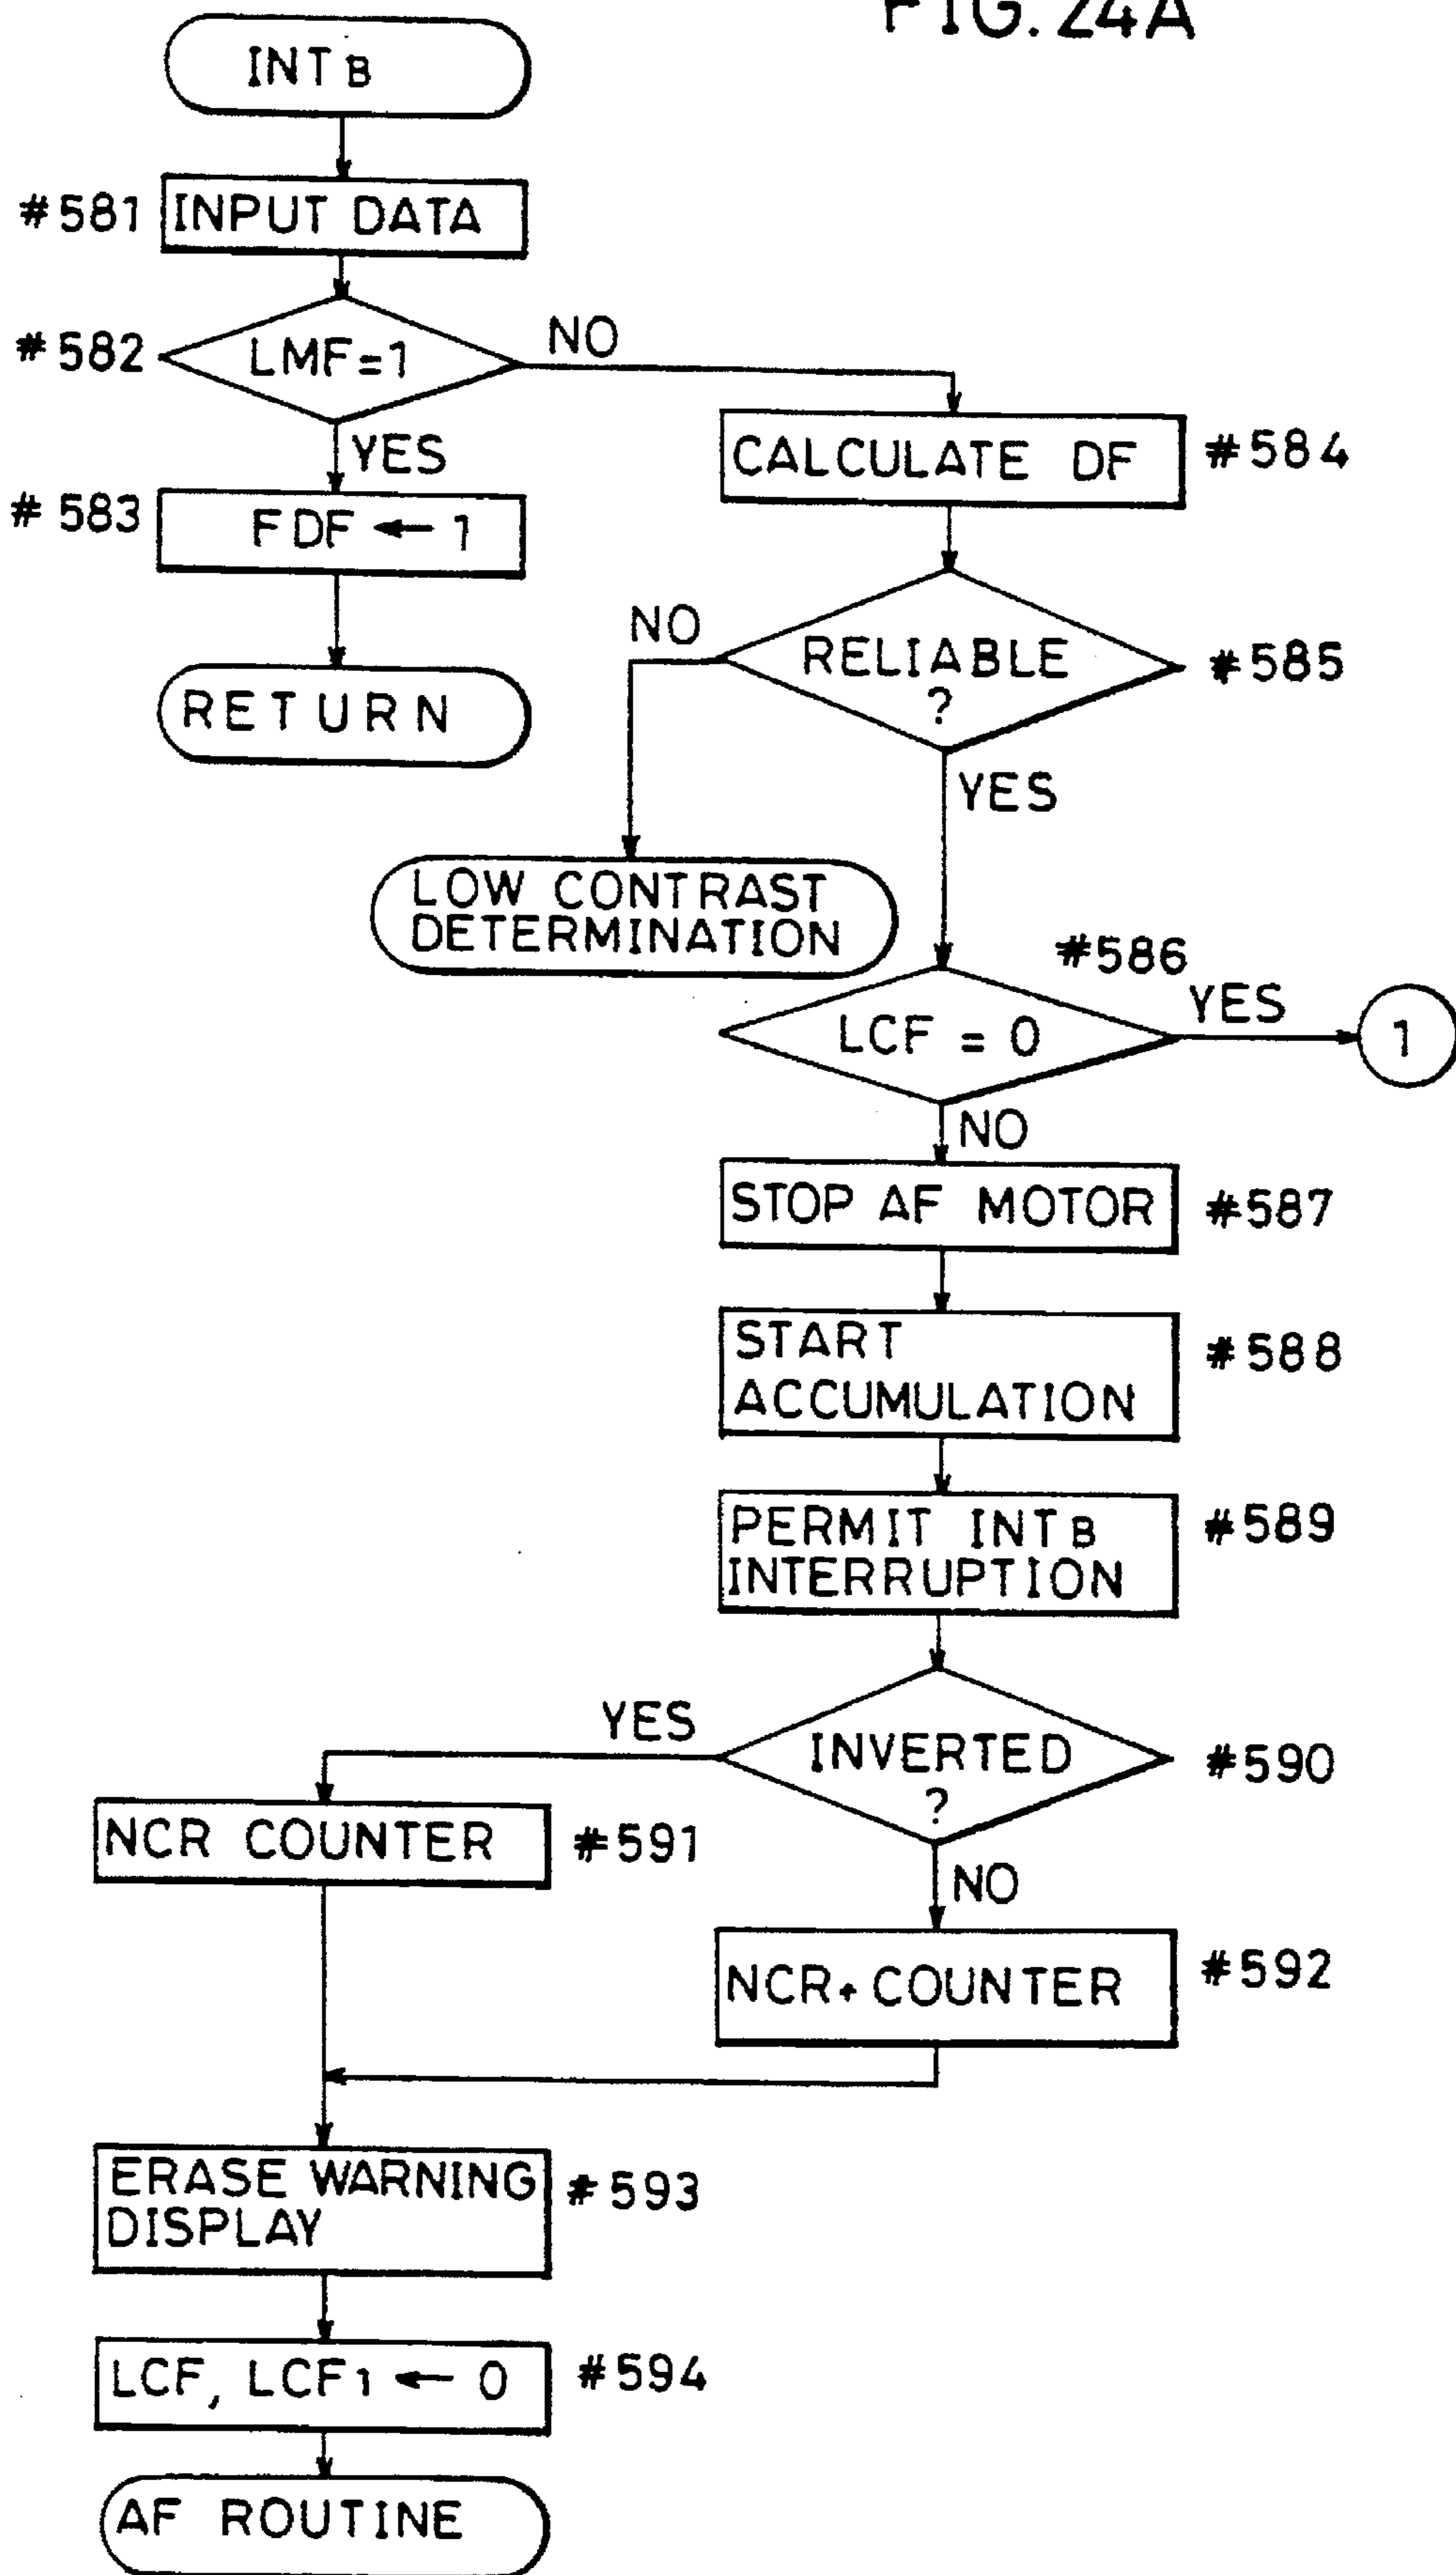 FIG. 24A
INTB
#581 INPUT DATA
#582 LMF=1 NO
YES
#583 FDF ← 1
CALCULATE DF #584
RETURN
NO RELIABLE
? #585
YES
LOW CONTRAST
DETERMINATION
#586
LCF = 0 YES 1
NO
STOP AF MOTOR #587
START
ACCUMULATION #588
PERMIT INTB
INTERRUPTION #589
YES INVERTED
? #590
NCR COUNTER #591
NO
NCR+COUNTER #592
ERASE WARNING
DISPLAY #593
LCF, LCF1 ← 0 #594
AF ROUTINE